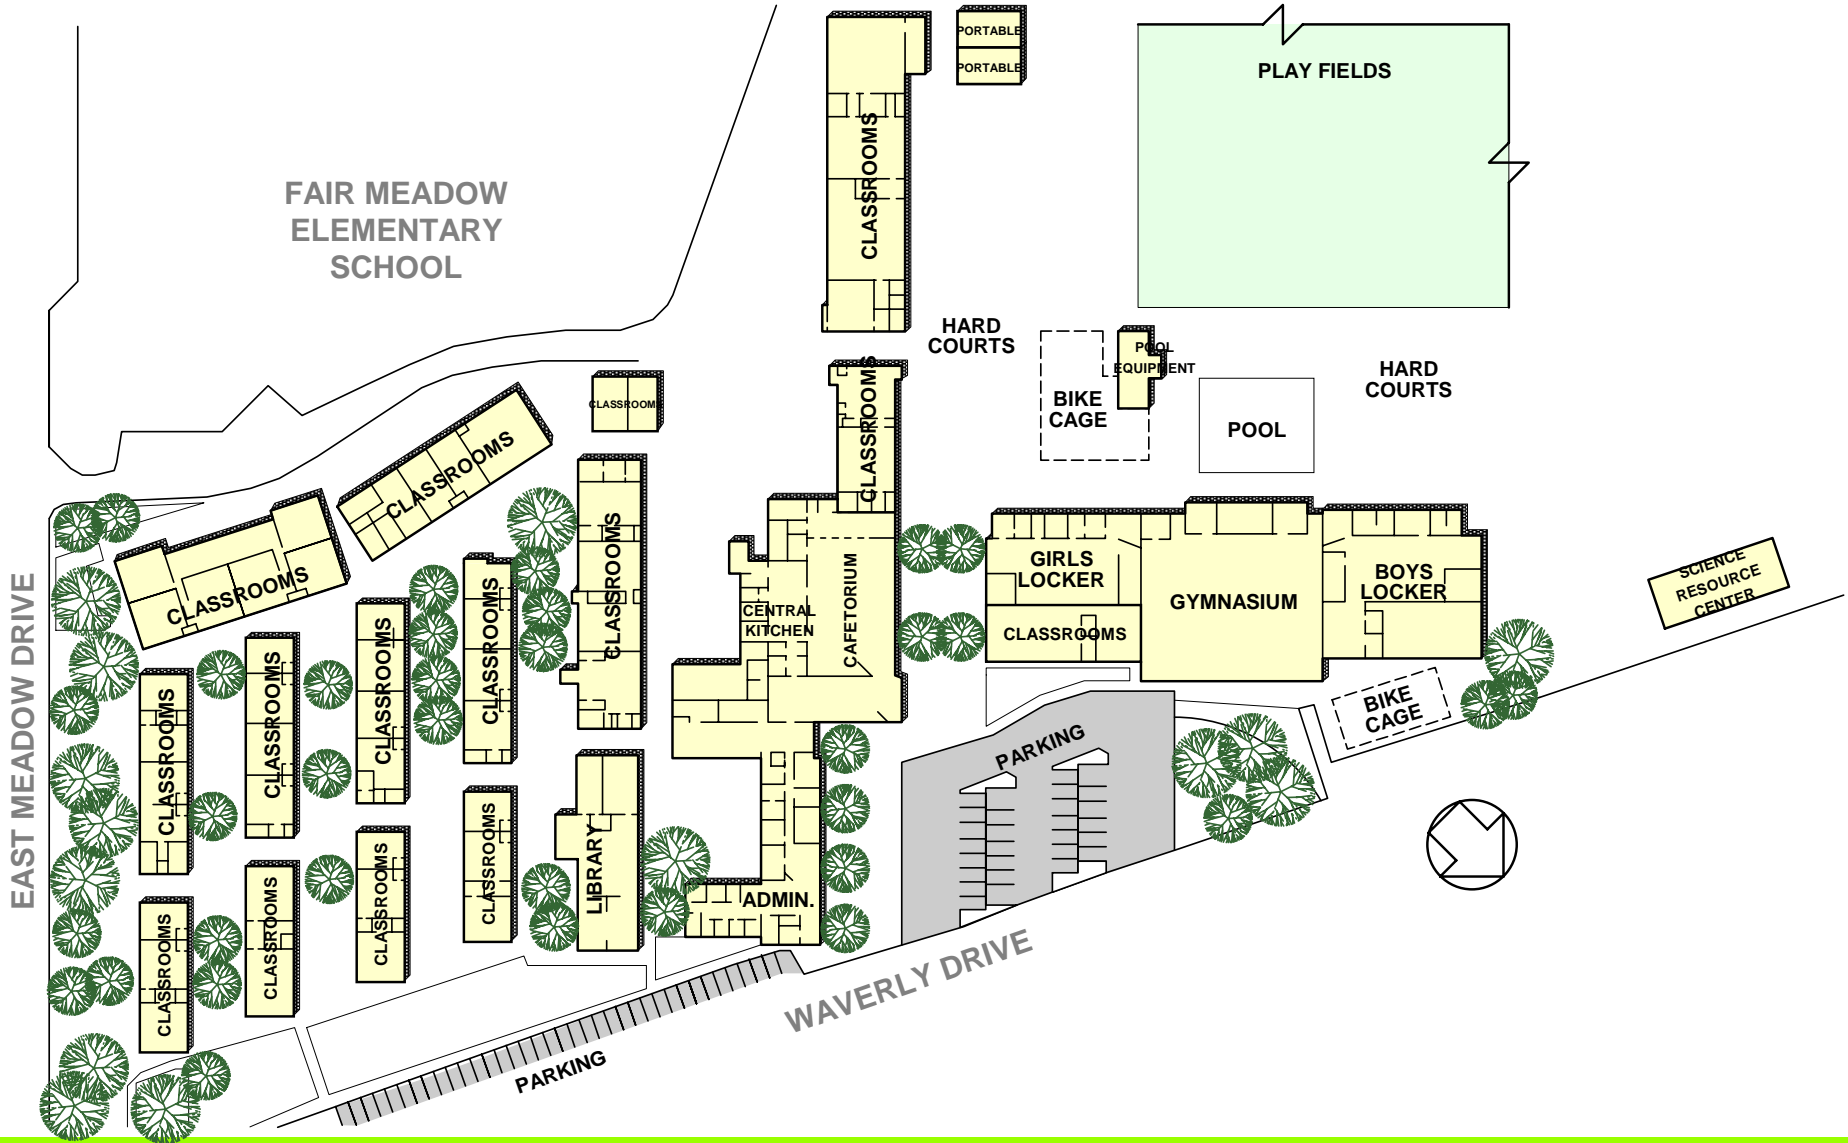 PORTABLE
PORTABLE
PLAY FIELDS
CLASSROOMS
FAIR MEADOW
ELEMENTARY
SCHOOL
HARD
COURTS
POOL
EQUIPMENT
HARD
COURTS
BIKE
CAGE
POOL
CLASSROOMS
CLASSROOMS
CLASSROOMS
CLASSROOMS
CLASSROOMS
CLASSROOMS
GIRLS
LOCKER
CLASSROOMS
GYMNASIUM
BOYS
LOCKER
SCIENCE
RESOURCE
CENTER
CENTRAL
KITCHEN
CAFETORIUM
EAST MEADOW DRIVE
CLASSROOMS
CLASSROOMS
CLASSROOMS
CLASSROOMS
BIKE
CAGE
PARKING
CLASSROOMS
CLASSROOMS
CLASSROOMS
CLASSROOMS
LIBRARY
ADMIN.
WAVERLY DRIVE
PARKING